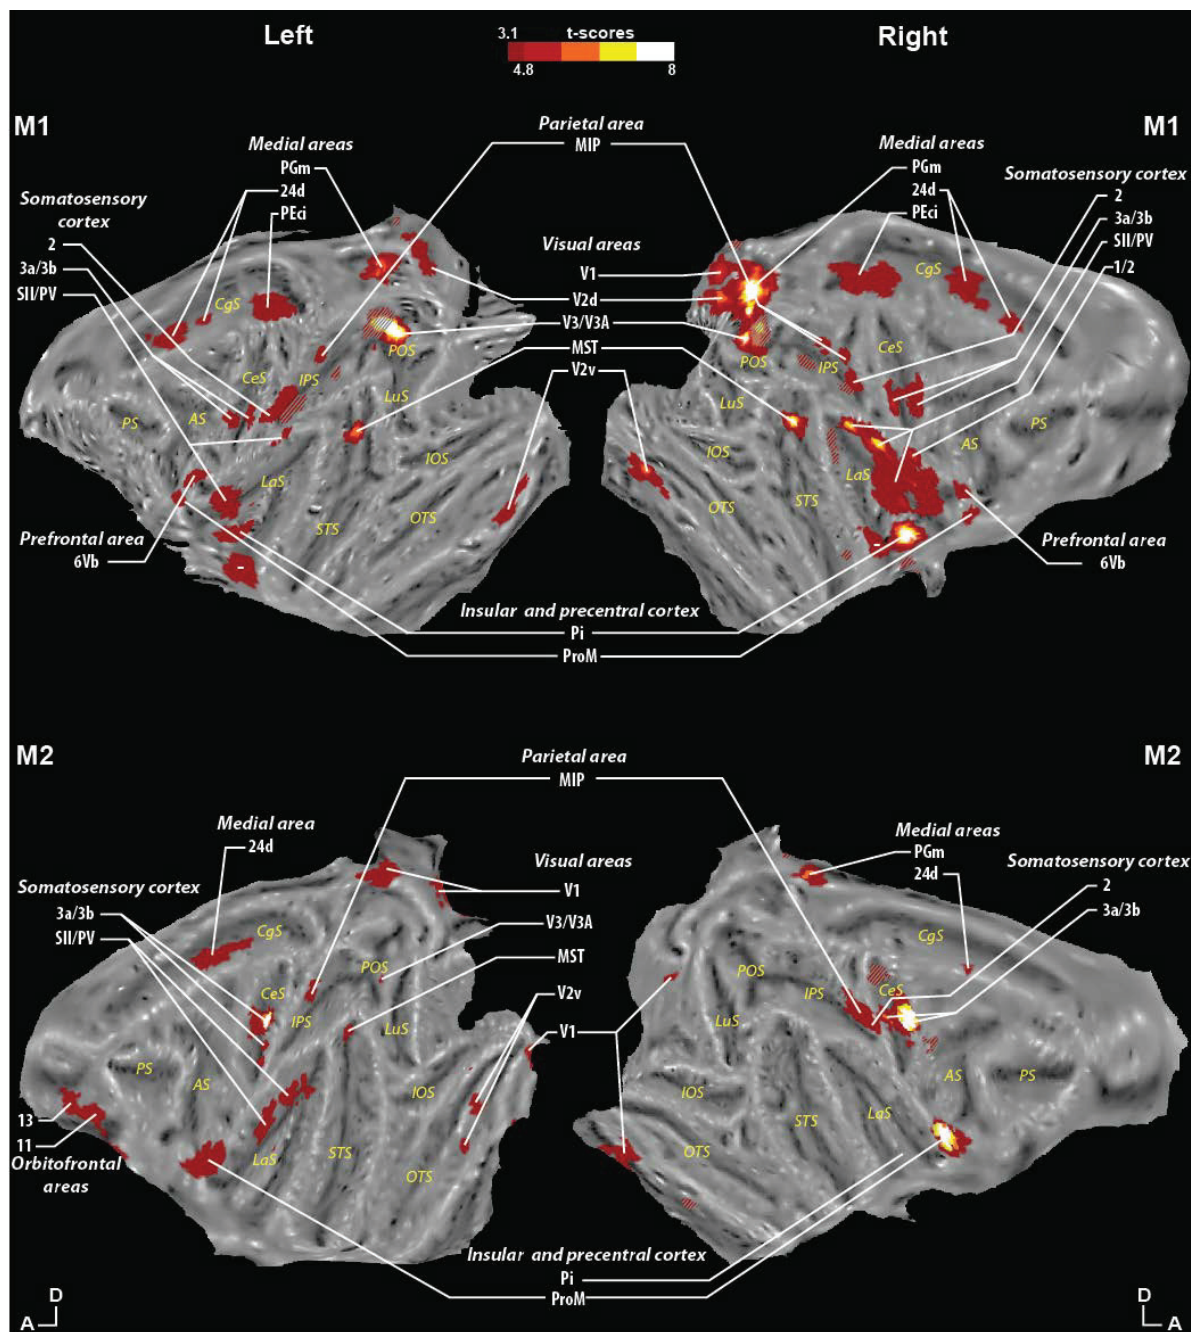 Left
3.1 t-scores
4.8 8
Right
M1
M1
Parietal area
MIP
Medial areas
PGm
24d
PEci
Somatosensory
cortex
2
3a/3b
SII/PV
Medial areas
PGm
24d
PEci
Somatosensory cortex
2
3a/3b
SII/PV
1/2
Visual areas
V1
V2d
V3/V3A
MST
V2v
CgS
POS
CeS
IPS
LuS
PS
AS
IOS
LaS
STS
OTS
-
CgS
POS
IPS
CeS
LuS
IOS
LaS
AS
PS
OTS
STS
-
Prefrontal area
6Vb
Prefrontal area
6Vb
Insular and precentral cortex
Pi
ProM
M2
M2
Parietal area
MIP
Medial area
24d
Somatosensory cortex
3a/3b
SII/PV
Visual areas
V1
V3/V3A
MST
V2v
V1
Medial areas
PGm
24d
Somatosensory cortex
2
3a/3b
CgS
POS
CeS
IPS
LuS
PS
AS
IOS
LaS
STS
OTS
CgS
POS
IPS
CeS
LuS
IOS
AS
PS
LaS
STS
OTS
13
11
Orbitofrontal
areas
Insular and precentral cortex
Pi
ProM
D
A
D
A